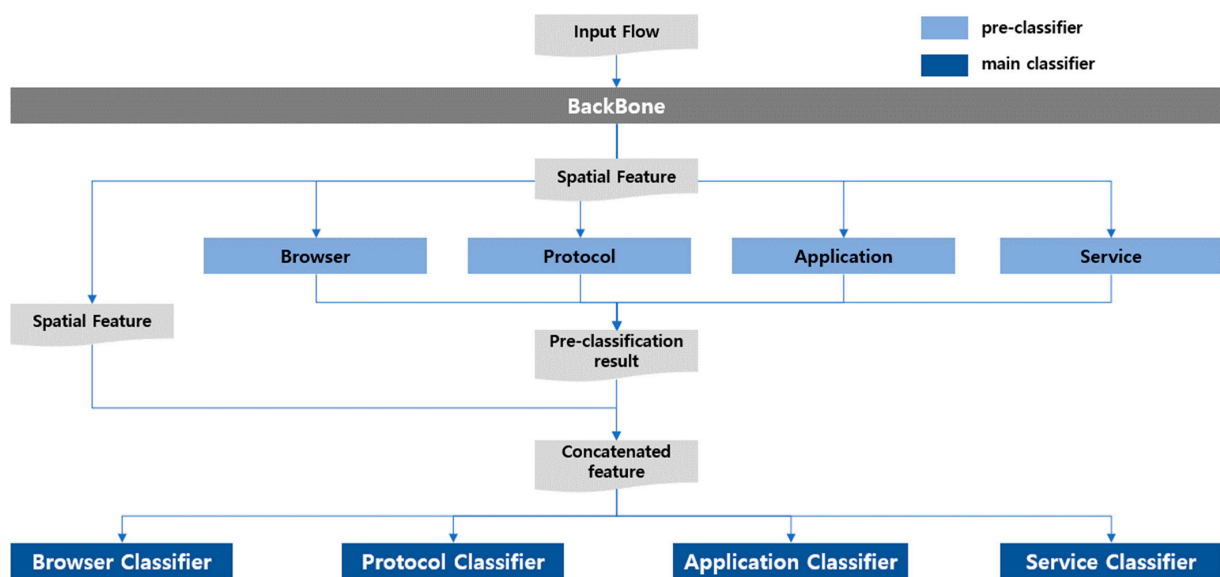 Input Flow
pre-classifier
main classifier
BackBone
Spatial Feature
Browser
Protocol
Application
Service
Spatial Feature
Pre-classification
result
Concatenated
feature
Browser Classifier
Protocol Classifier
Application Classifier
Service Classifier